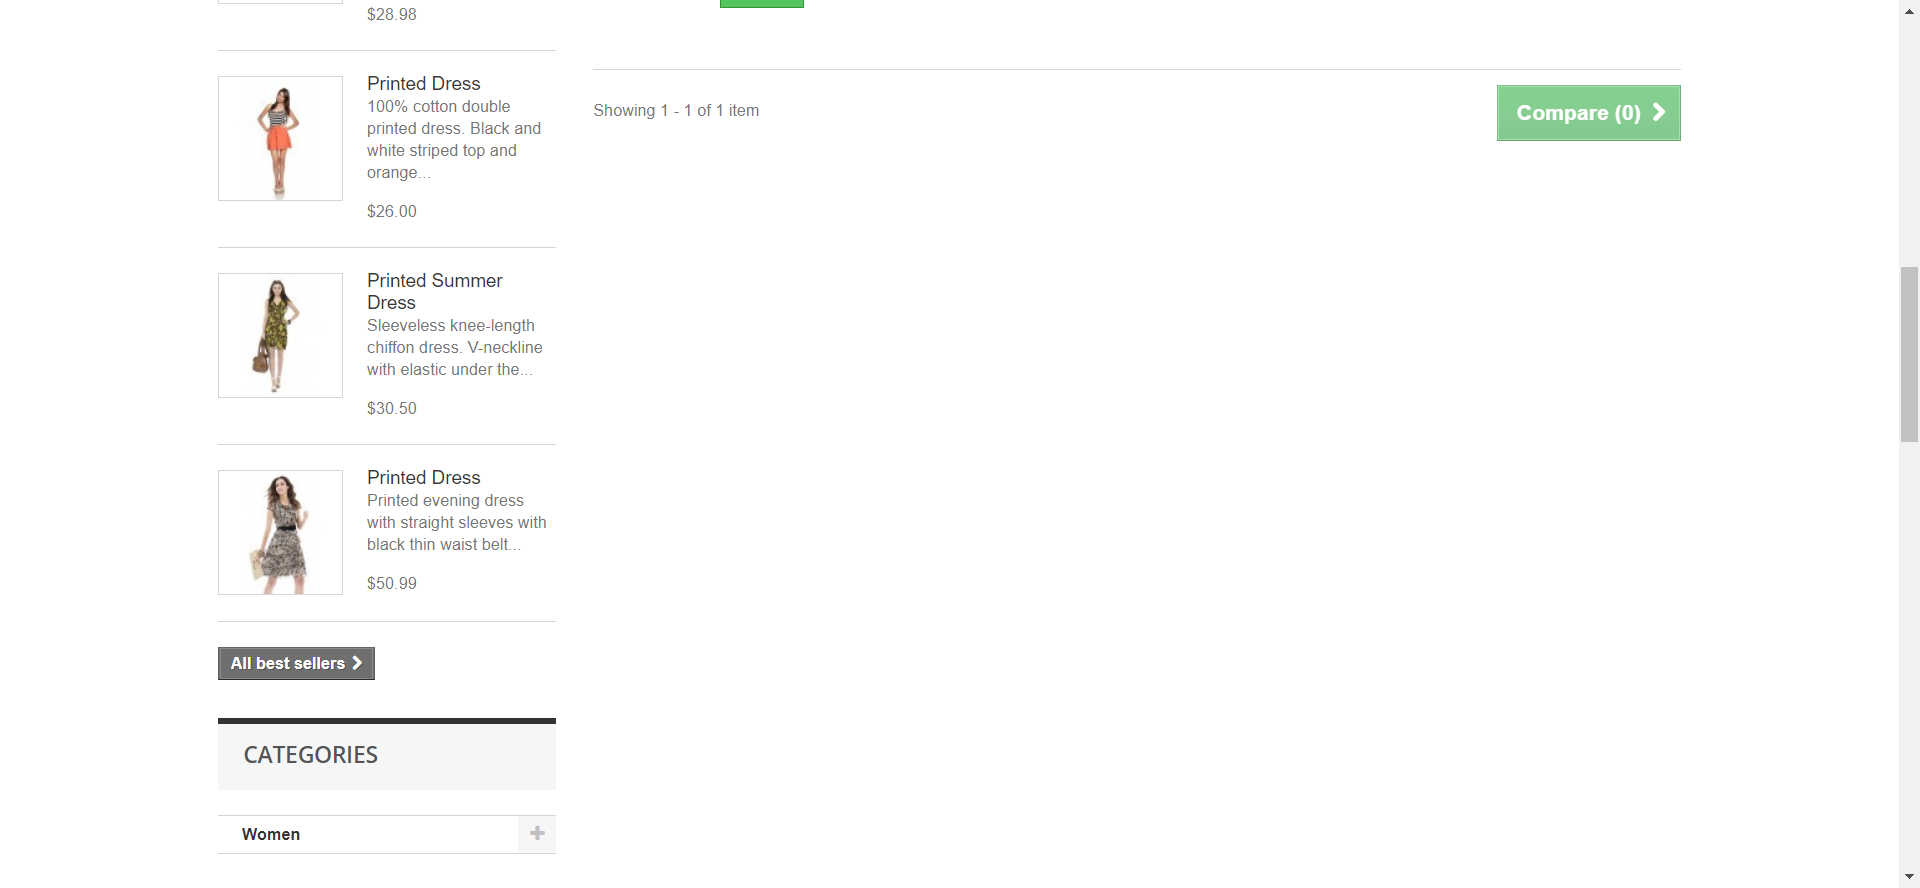 $28.98
Printed Dress
100% cotton double
printed dress. Black and
white striped top and
orange...
$26.00
Printed Summer
Dress
Sleeveless knee-length
chiffon dress. V-neckline
with elastic under the...
$30.50
Printed Dress
Printed evening dress
with straight sleeves with
black thin waist belt...
$50.99
All best sellers
CATEGORIES
Women
Showing 1 - 1 of 1 item
Compare (0)